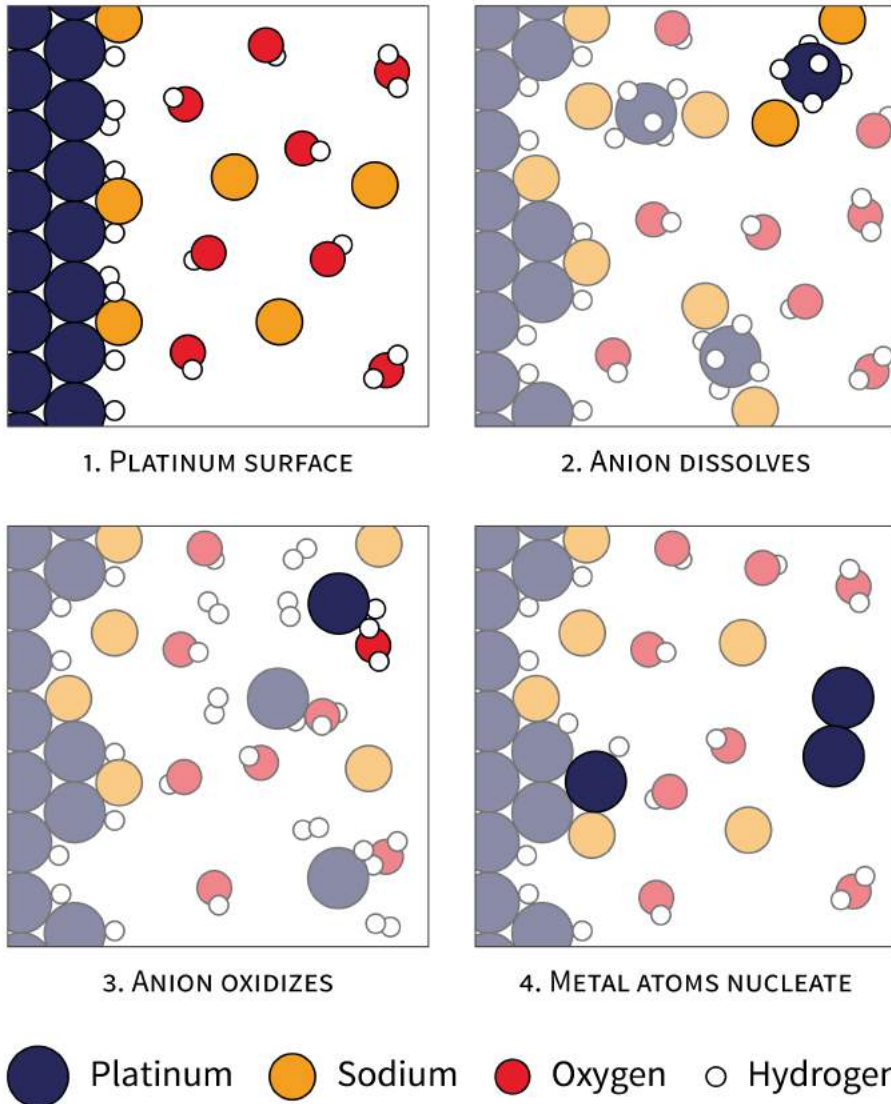 1. PLATINUM SURFACE
2. ANION DISSOLVES
3. ANION OXIDIZES
4. METAL ATOMS NUCLEATE
Platinum Sodium Oxygen Hydrogen